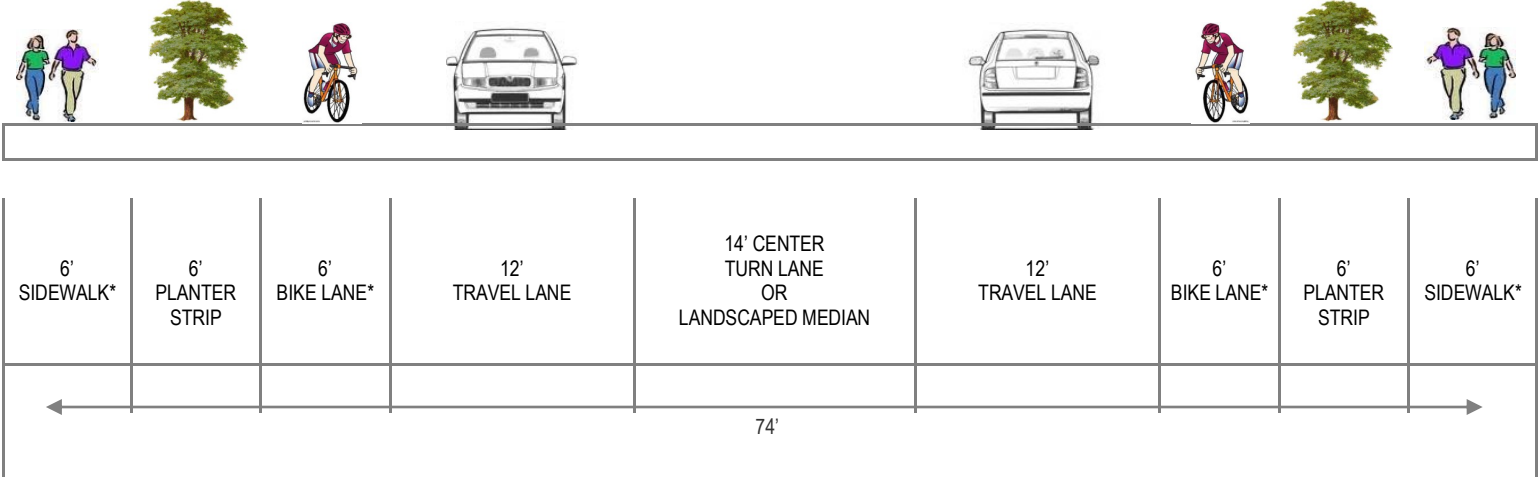 6’
SIDEWALK*
6’
PLANTER
STRIP
6’
BIKE LANE*
12’
TRAVEL LANE
14’ CENTER
TURN LANE
OR
LANDSCAPED MEDIAN
12’
TRAVEL LANE
6’
BIKE LANE*
6’
PLANTER
STRIP
6’
SIDEWALK*
74’